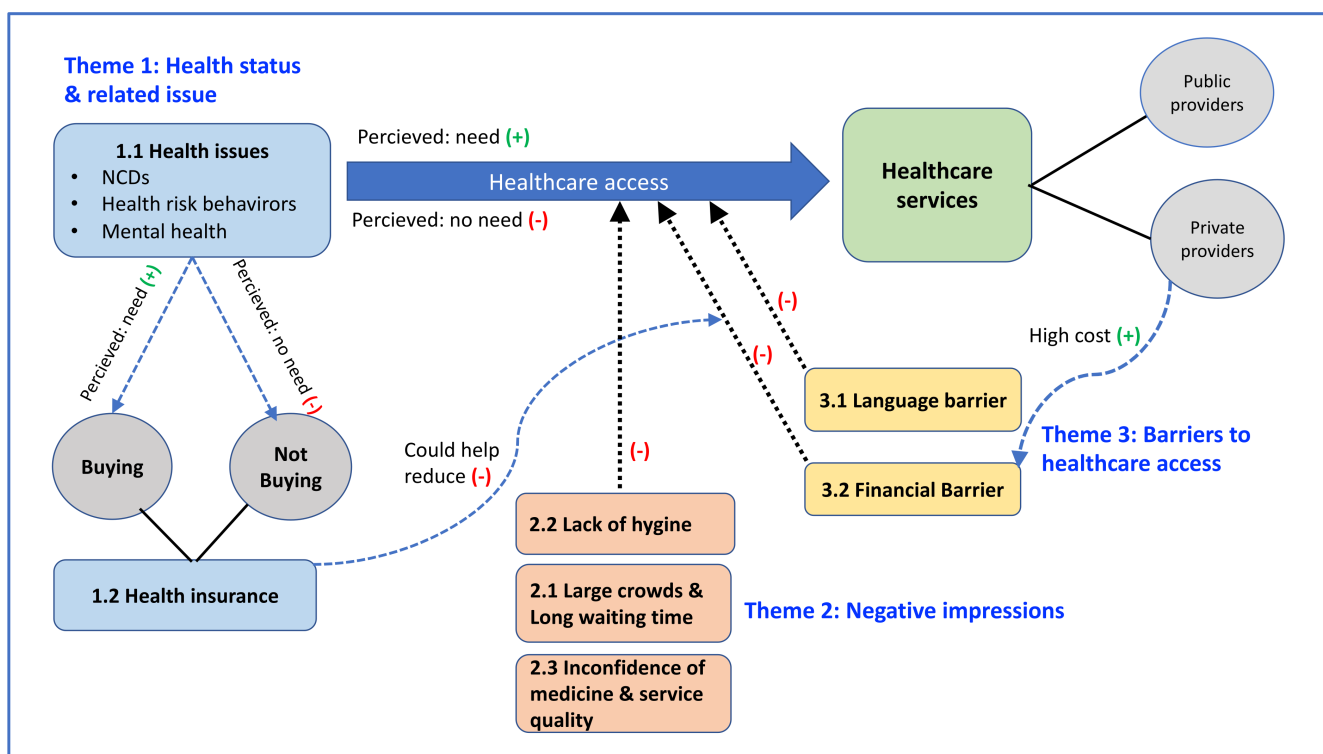 Theme 1: Health status
& related issue
1.1 Health issues
• NCDs
• Health risk behavirors
• Mental health
Percieved: need (+)
Healthcare access
Percieved: no need (-)
Healthcare
services
Public
providers
Private
providers
Percieved: need (+)
Percieved: no need (-)
Buying
Not
Buying
1.2 Health insurance
Could help
reduce (-)
(-)
(-)
(-)
High cost (+)
3.1 Language barrier
3.2 Financial Barrier
Theme 3: Barriers to
healthcare access
2.2 Lack of hygine
2.1 Large crowds &
Long waiting time
2.3 Inconfidence of
medicine & service
quality
Theme 2: Negative impressions